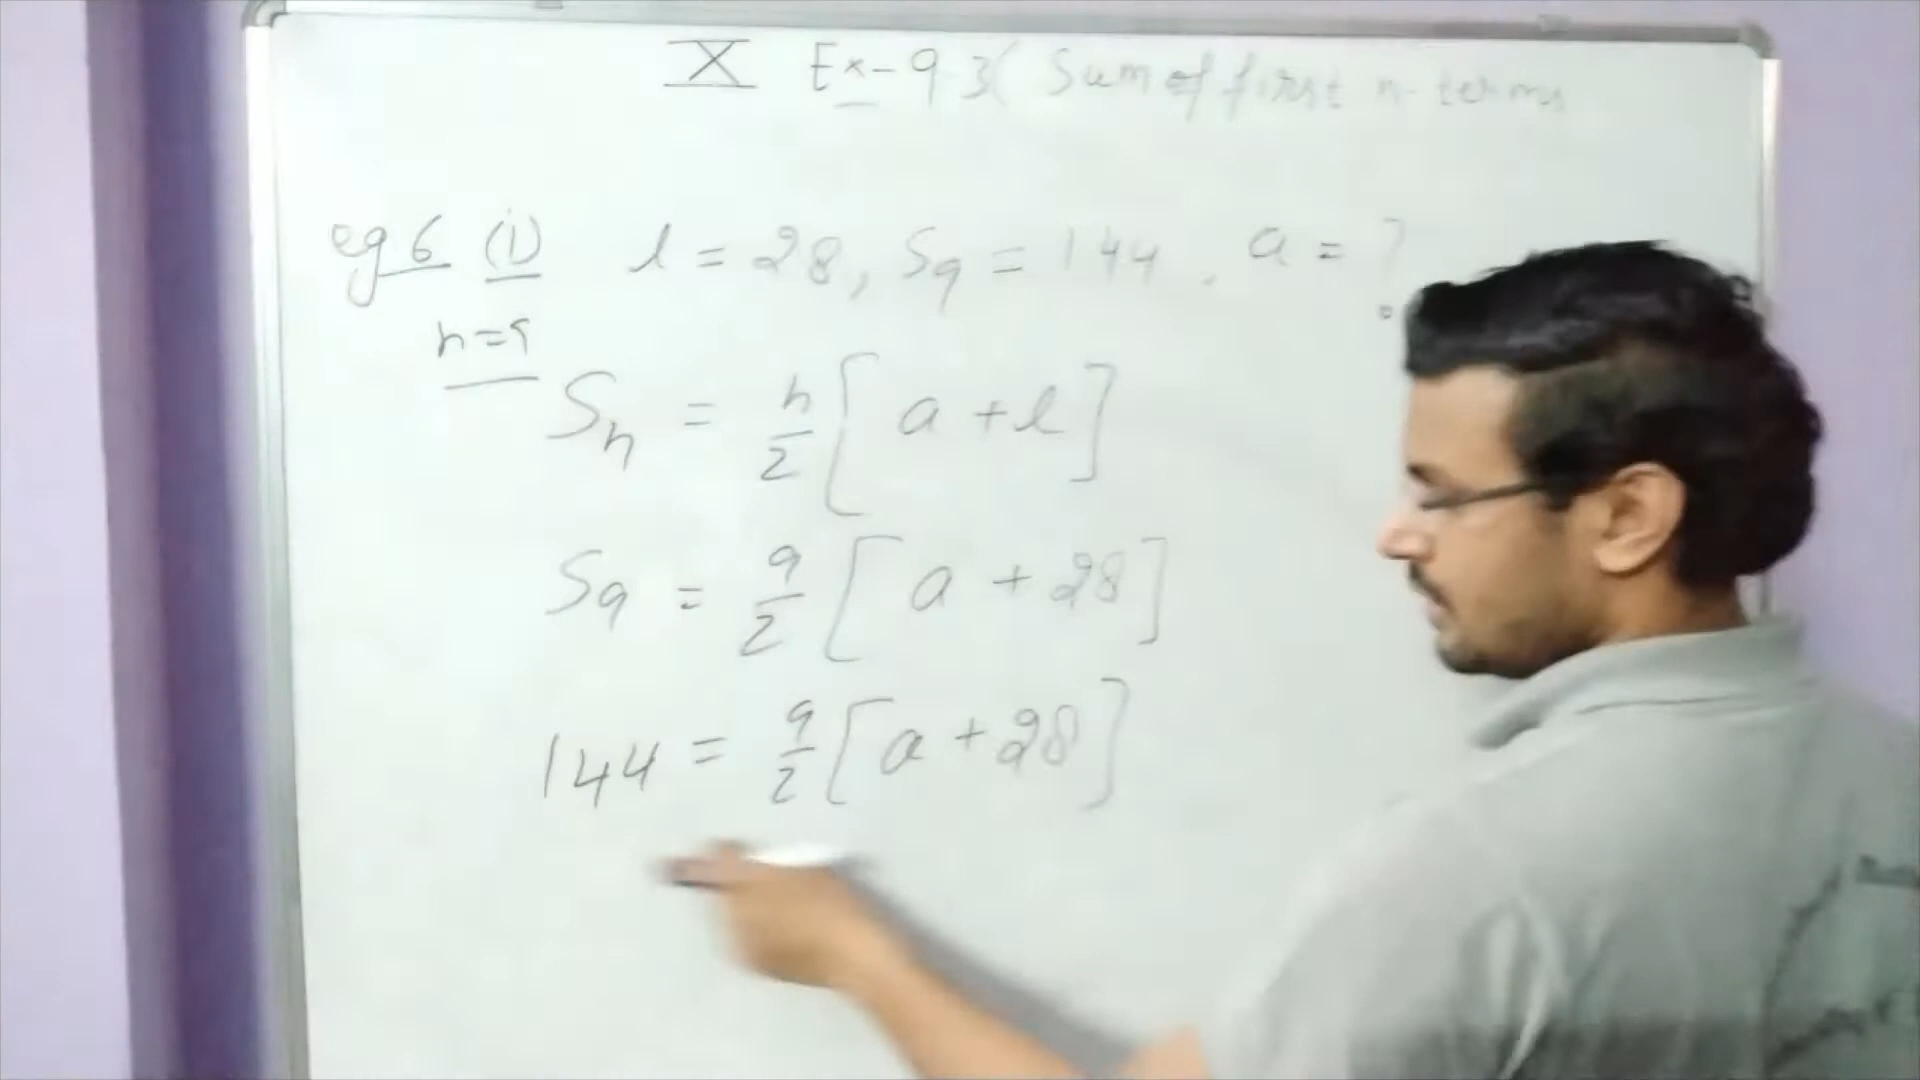 X Ex-9.3( Sum of first n-terms
eg 6 (i) l = 28, S9 = 144, a = ?
n=9
Sn = n/2 [a + l]
S9 = 9/2 [a + 28]
144 = 9/2 [a + 28]